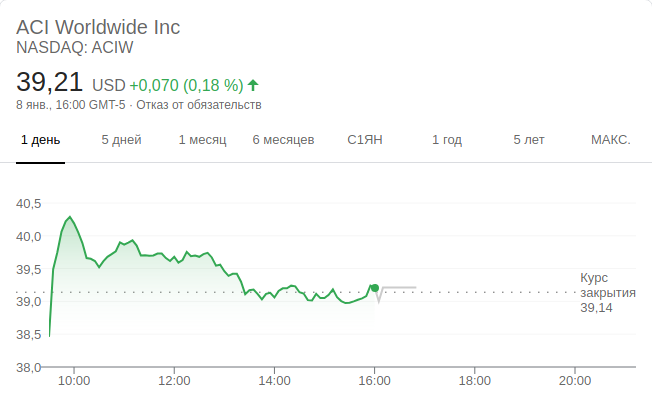 ACI Worldwide Inc
NASDAQ: ACIW
39,21 USD +0,070 (0,18 %)
8 янв., 16:00 GMT-5 · Отказ от обязательств
1 день 5 дней 1 месяц 6 месяцев С1ЯН 1 год 5 лет МАКС.
40,5
40,0
39,5
39,0
38,5
38,0
Курс
закрытия
39,14
10:00 12:00 14:00 16:00 18:00 20:00